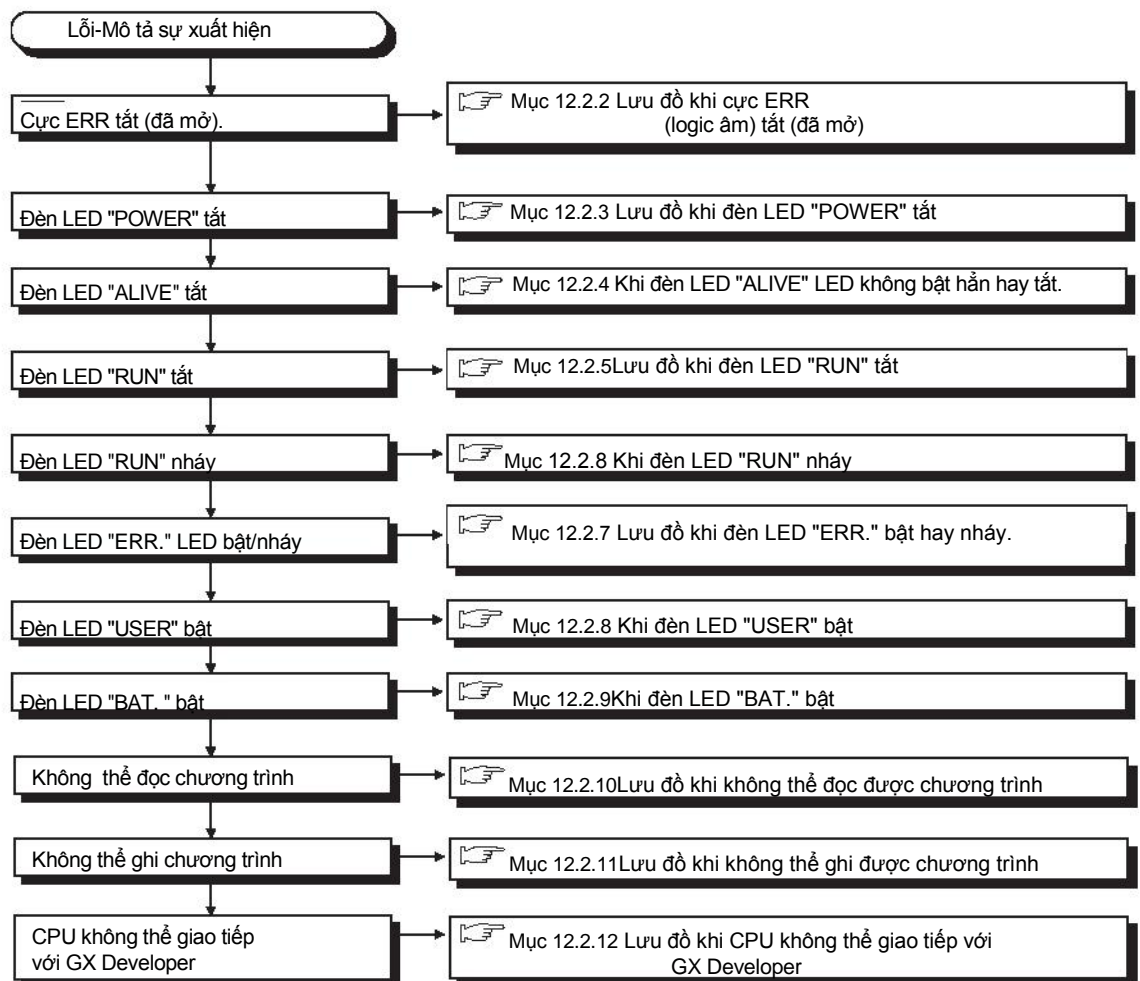 Lỗi-Mô tả sự xuất hiện
Cực ERR tắt (đã mở).
Mục 12.2.2 Lưu đồ khi cực ERR
(logic âm) tắt (đã mở)
Đèn LED "POWER" tắt
Mục 12.2.3 Lưu đồ khi đèn LED "POWER" tắt
Đèn LED "ALIVE" tắt
Mục 12.2.4 Khi đèn LED "ALIVE" LED không bật hẳn hay tắt.
Đèn LED "RUN" tắt
Mục 12.2.5Lưu đồ khi đèn LED "RUN" tắt
Đèn LED "RUN" nháy
Mục 12.2.8 Khi đèn LED "RUN" nháy
Đèn LED "ERR." LED bật/nháy
Mục 12.2.7 Lưu đồ khi đèn LED "ERR." bật hay nháy.
Đèn LED "USER" bật
Mục 12.2.8 Khi đèn LED "USER" bật
Đèn LED "BAT. " bật
Mục 12.2.9Khi đèn LED "BAT." bật
Không thể đọc chương trình
Mục 12.2.10Lưu đồ khi không thể đọc được chương trình
Không thể ghi chương trình
Mục 12.2.11Lưu đồ khi không thể ghi được chương trình
CPU không thể giao tiếp
với GX Developer
Mục 12.2.12 Lưu đồ khi CPU không thể giao tiếp với
GX Developer